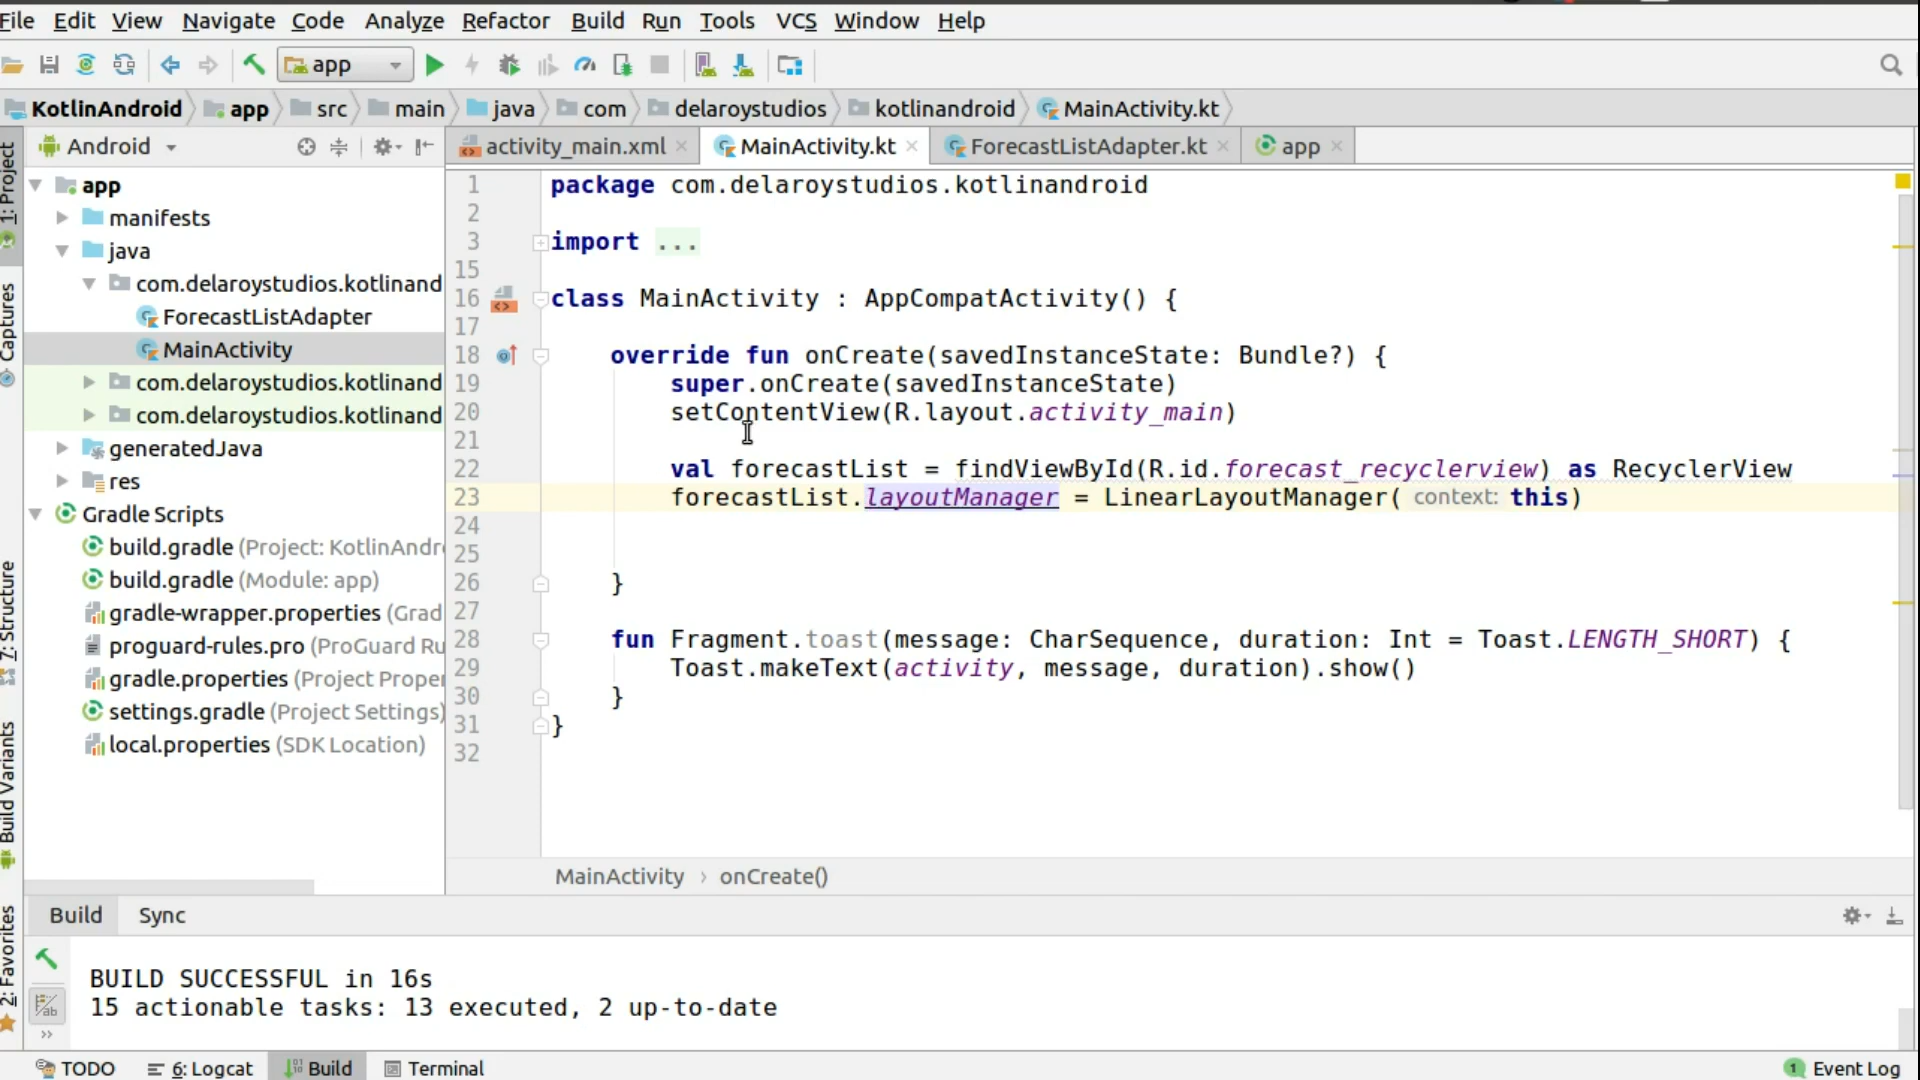 File Edit View Navigate Code Analyze Refactor Build Run Tools VCS Window Help
app
KotlinAndroid app src main java com delaroystudios kotlinandroid MainActivity.kt
Android
activity_main.xml MainActivity.kt ForecastListAdapter.kt app
1: Project
Captures
7: Structure
Build Variants
2: Favorites
app
manifests
java
com.delaroystudios.kotlinand
ForecastListAdapter
MainActivity
com.delaroystudios.kotlinand
com.delaroystudios.kotlinand
generatedJava
res
Gradle Scripts
build.gradle (Project: KotlinAndr
build.gradle (Module: app)
gradle-wrapper.properties (Grad
proguard-rules.pro (ProGuard Ru
gradle.properties (Project Proper
settings.gradle (Project Settings)
local.properties (SDK Location)
1 package com.delaroystudios.kotlinandroid
2
3 import ...
15
16 class MainActivity : AppCompatActivity() {
17
18 override fun onCreate(savedInstanceState: Bundle?) {
19 super.onCreate(savedInstanceState)
20 setContentView(R.layout.activity_main)
21
22 val forecastList = findViewById(R.id.forecast_recyclerview) as RecyclerView
23 forecastList.layoutManager = LinearLayoutManager( context: this)
24
25
26 }
27
28 fun Fragment.toast(message: CharSequence, duration: Int = Toast.LENGTH_SHORT) {
29 Toast.makeText(activity, message, duration).show()
30 }
31 }
32
MainActivity › onCreate()
Build Sync
BUILD SUCCESSFUL in 16s
15 actionable tasks: 13 executed, 2 up-to-date
TODO 6: Logcat Build Terminal 1 Event Log